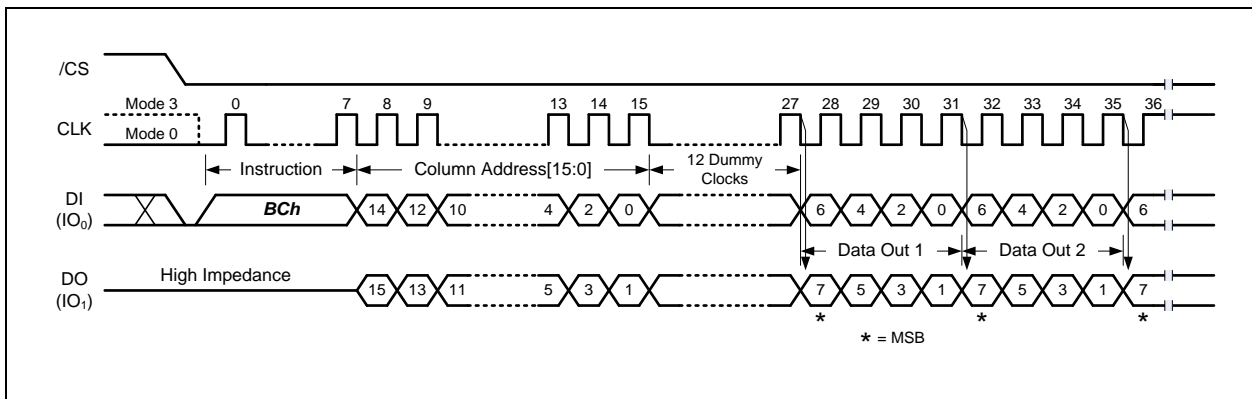 /CS
Mode 3
0 7 8 9 13 14 15 27 28 29 30 31 32 33 34 35 36
CLK
Mode 0
Instruction
Column Address[15:0]
12 Dummy
Clocks
DI
(IO0)
BCh
14 12 10 4 2 0 6 4 2 0 6 4 2 0 6
Data Out 1
Data Out 2
High Impedance
DO
(IO1)
15 13 11 5 3 1 7 5 3 1 7 5 3 1 7
* * *
* = MSB